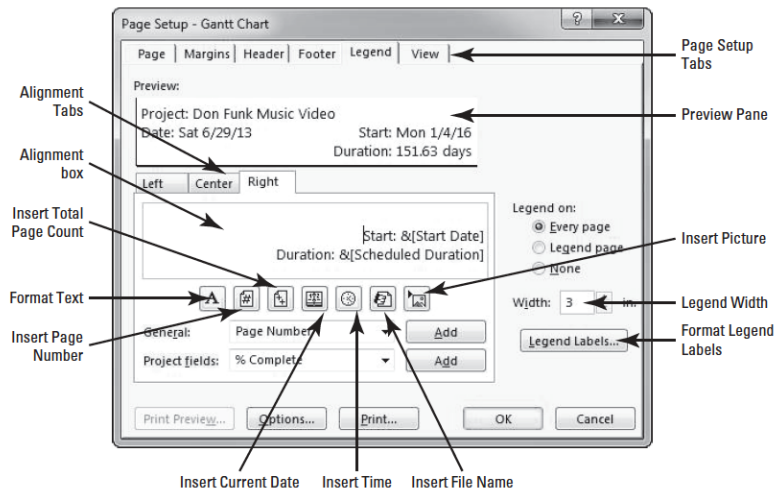 Page Setup - Gantt Chart
Page Margins Header Footer Legend View
Page Setup
Tabs
Preview:
Alignment
Tabs
Project: Don Funk Music Video
Date: Sat 6/29/13 Start: Mon 1/4/16
Duration: 151.63 days
Preview Pane
Alignment
box
Left Center Right
Insert Total
Page Count
Start: &[Start Date]
Duration: &[Scheduled Duration]
Legend on:
Every page
Legend page
None
Insert Picture
Format Text
A # Width: 3 in.
Legend Width
Insert Page
Number
General: Page Number Add
Project fields: % Complete Add
Legend Labels...
Format Legend
Labels
Print Preview... Options... Print... OK Cancel
Insert Current Date Insert Time Insert File Name